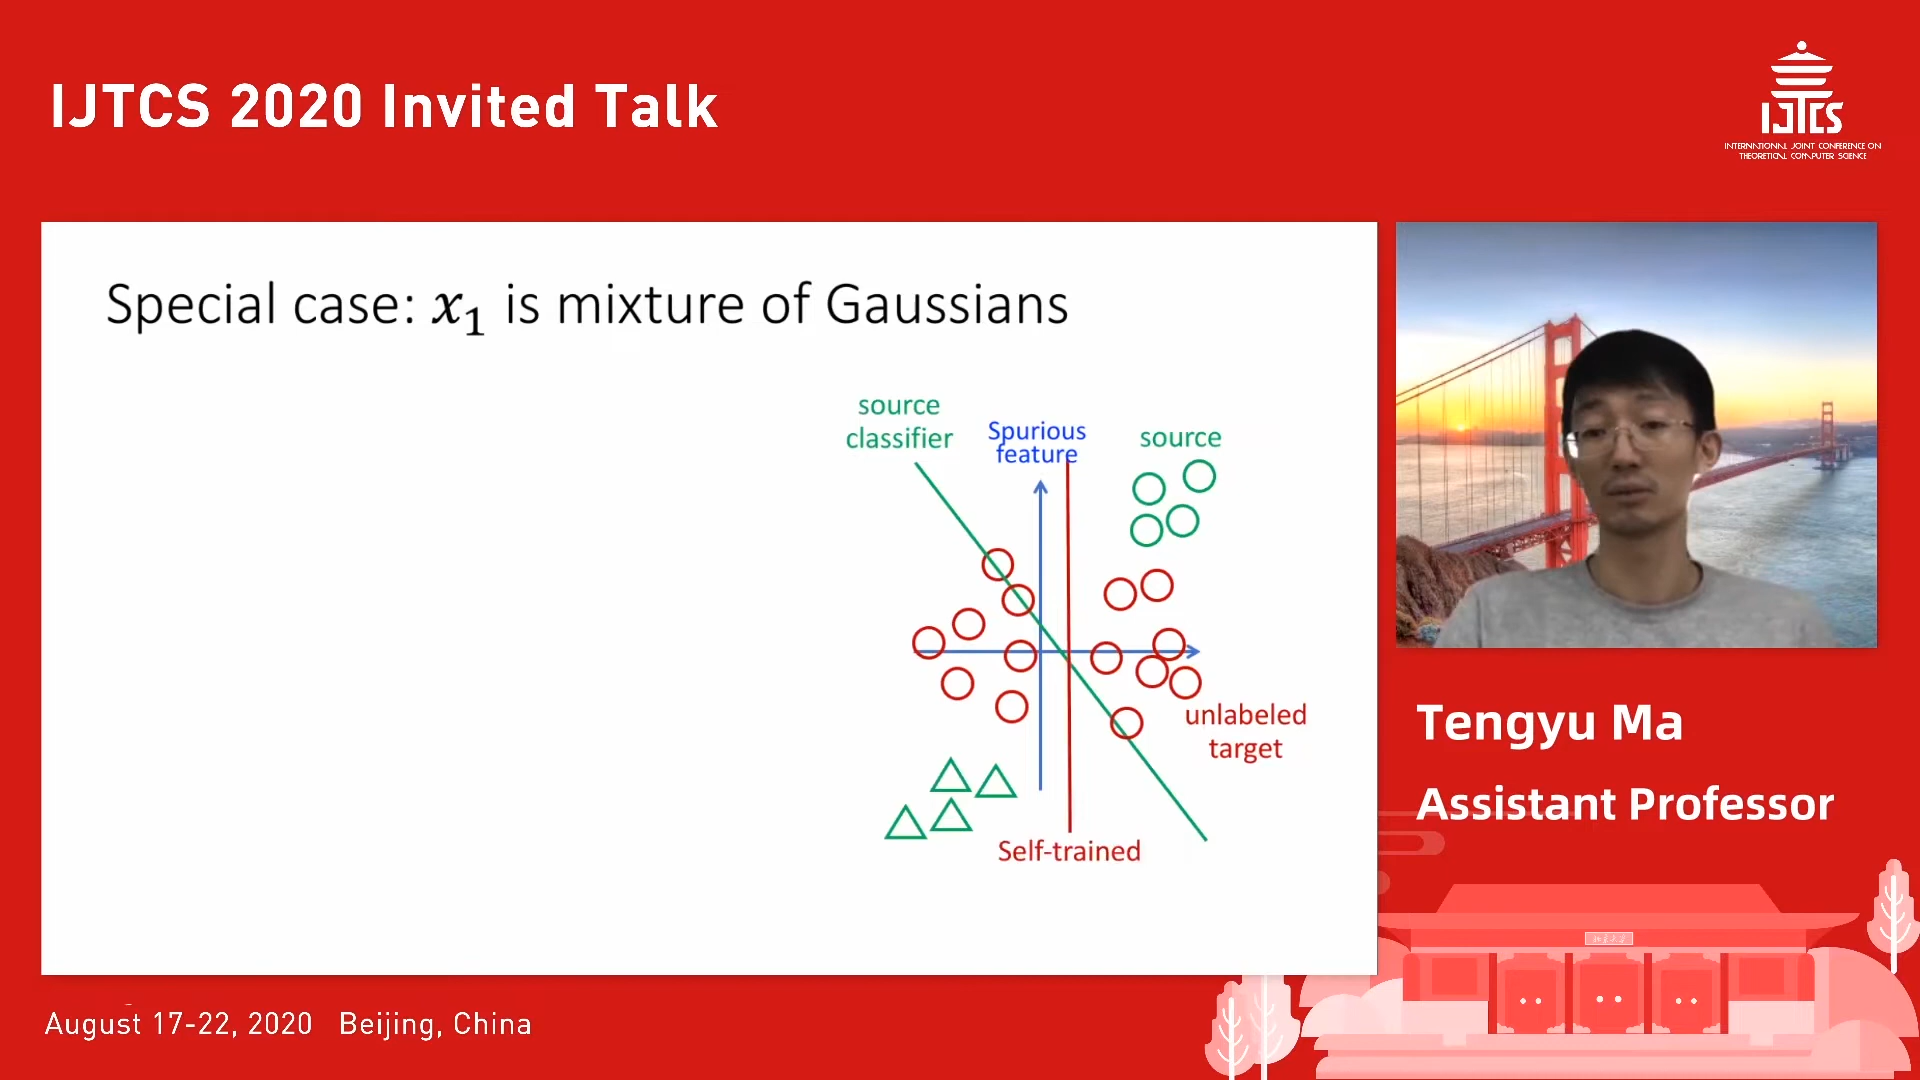 IJTCS 2020 Invited Talk
IJTCS
INTERNATIONAL JOINT CONFERENCE ON
THEORETICAL COMPUTER SCIENCE
Special case: x₁ is mixture of Gaussians
source
classifier
Spurious
feature
source
unlabeled
target
Self-trained
Tengyu Ma
Assistant Professor
August 17-22, 2020 Beijing, China